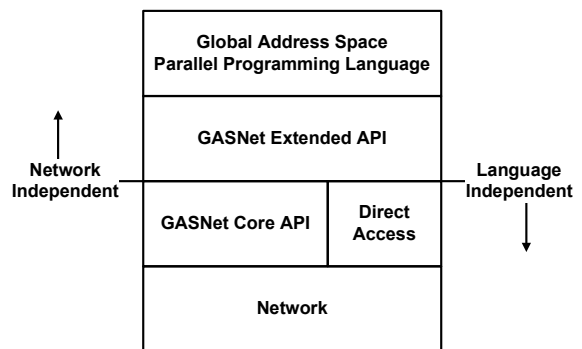 Global Address Space
Parallel Programming Language
GASNet Extended API
Network
Independent
Language
Independent
GASNet Core API
Direct
Access
Network